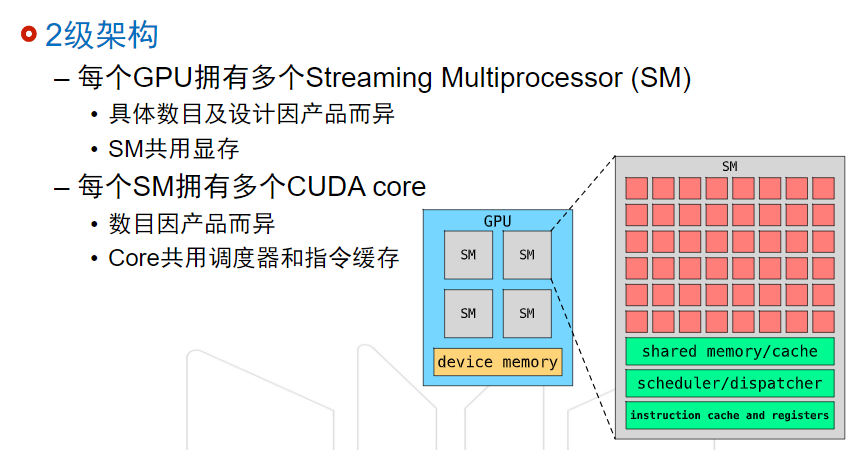 2级架构
– 每个GPU拥有多个Streaming Multiprocessor (SM)
• 具体数目及设计因产品而异
• SM共用显存
– 每个SM拥有多个CUDA core
• 数目因产品而异
• Core共用调度器和指令缓存
GPU
SM
SM
SM
SM
device memory
SM
shared memory/cache
scheduler/dispatcher
instruction cache and registers